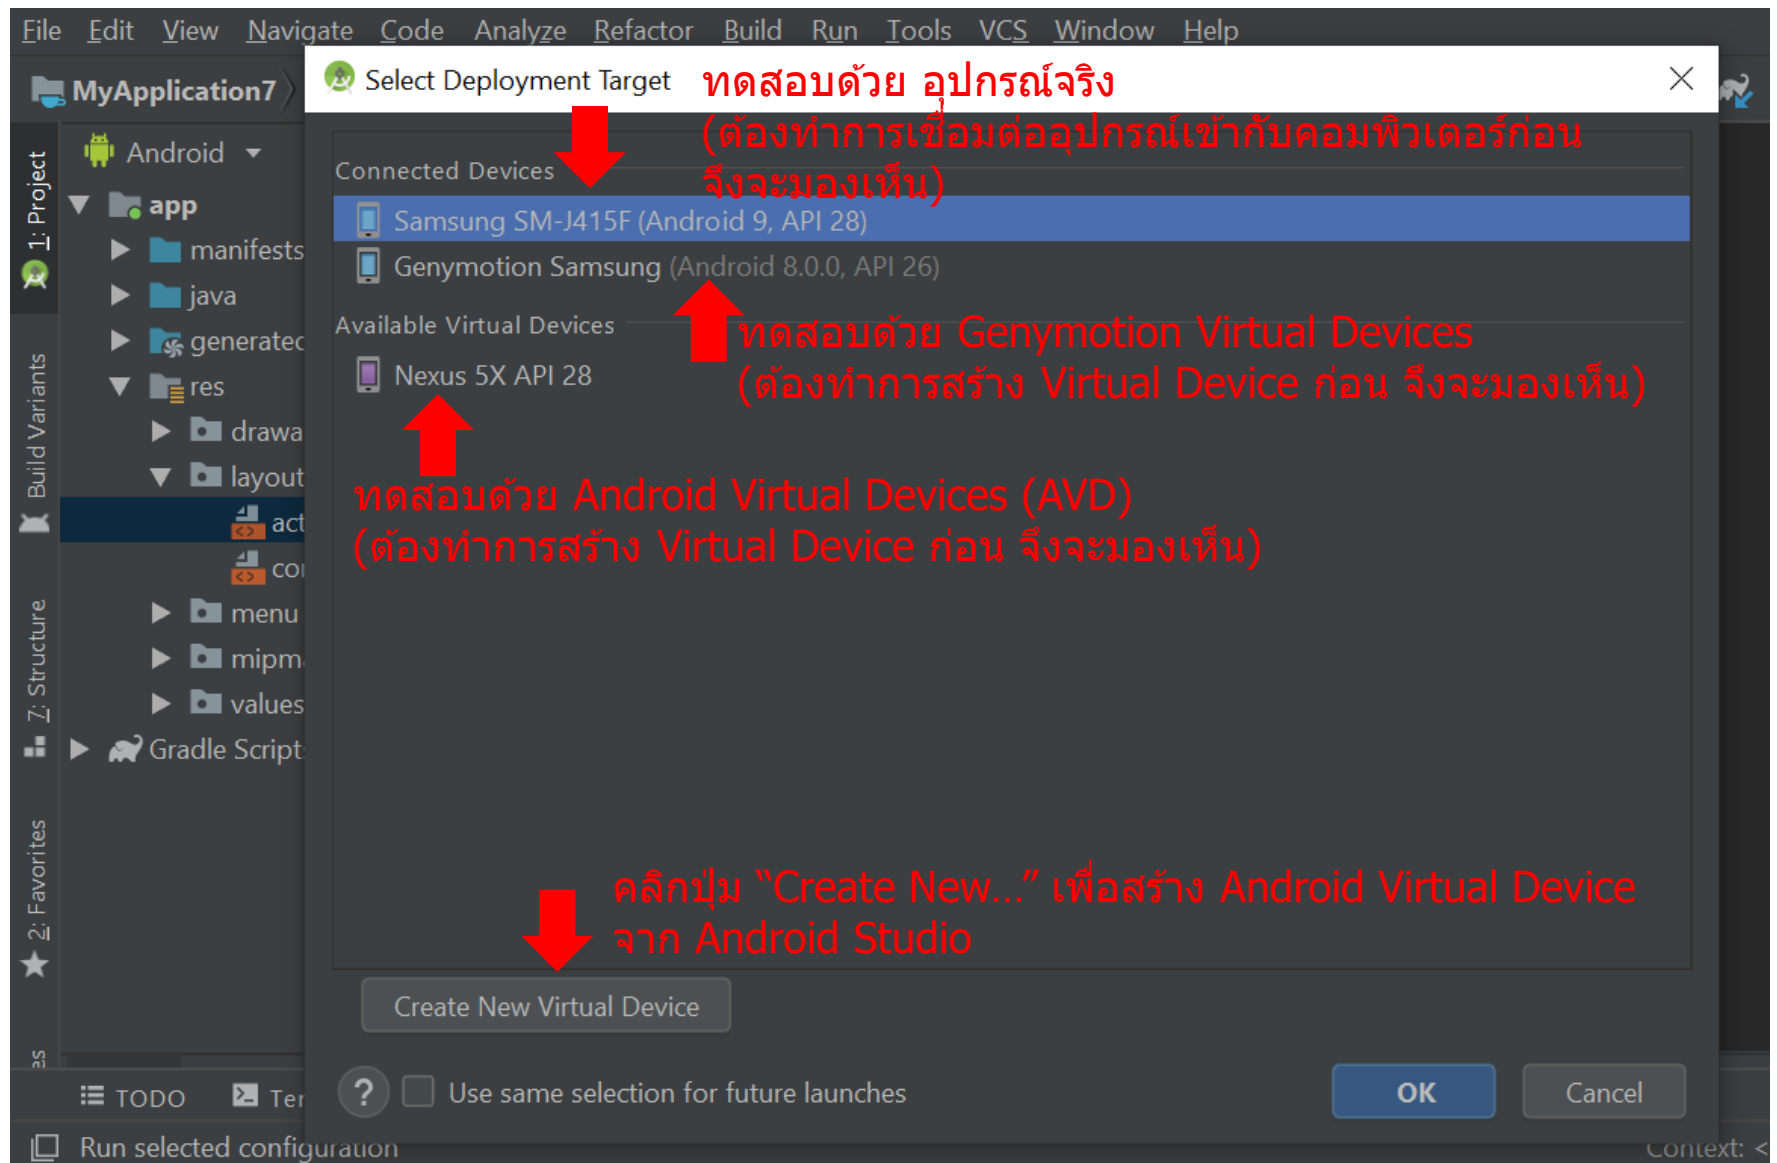 File Edit View Navigate Code Analyze Refactor Build Run Tools VCS Window Help
MyApplication7
Select Deployment Target
ทดสอบด้วย อุปกรณ์จริง
(ต้องทำการเชื่อมต่ออุปกรณ์เข้ากับคอมพิวเตอร์ก่อน
จึงจะมองเห็น)
Connected Devices
Samsung SM-J415F (Android 9, API 28)
Genymotion Samsung (Android 8.0.0, API 26)
Available Virtual Devices
ทดสอบด้วย Genymotion Virtual Devices
(ต้องทำการสร้าง Virtual Device ก่อน จึงจะมองเห็น)
Nexus 5X API 28
ทดสอบด้วย Android Virtual Devices (AVD)
(ต้องทำการสร้าง Virtual Device ก่อน จึงจะมองเห็น)
คลิกปุ่ม “Create New...” เพื่อสร้าง Android Virtual Device
จาก Android Studio
Create New Virtual Device
? Use same selection for future launches
OK
Cancel
1: Project
Build Variants
7: Structure
2: Favorites
es
Android
app
manifests
java
generated
res
drawa
layout
act
con
menu
mipma
values
Gradle Script
TODO
Ter
Run selected configuration
Context: <